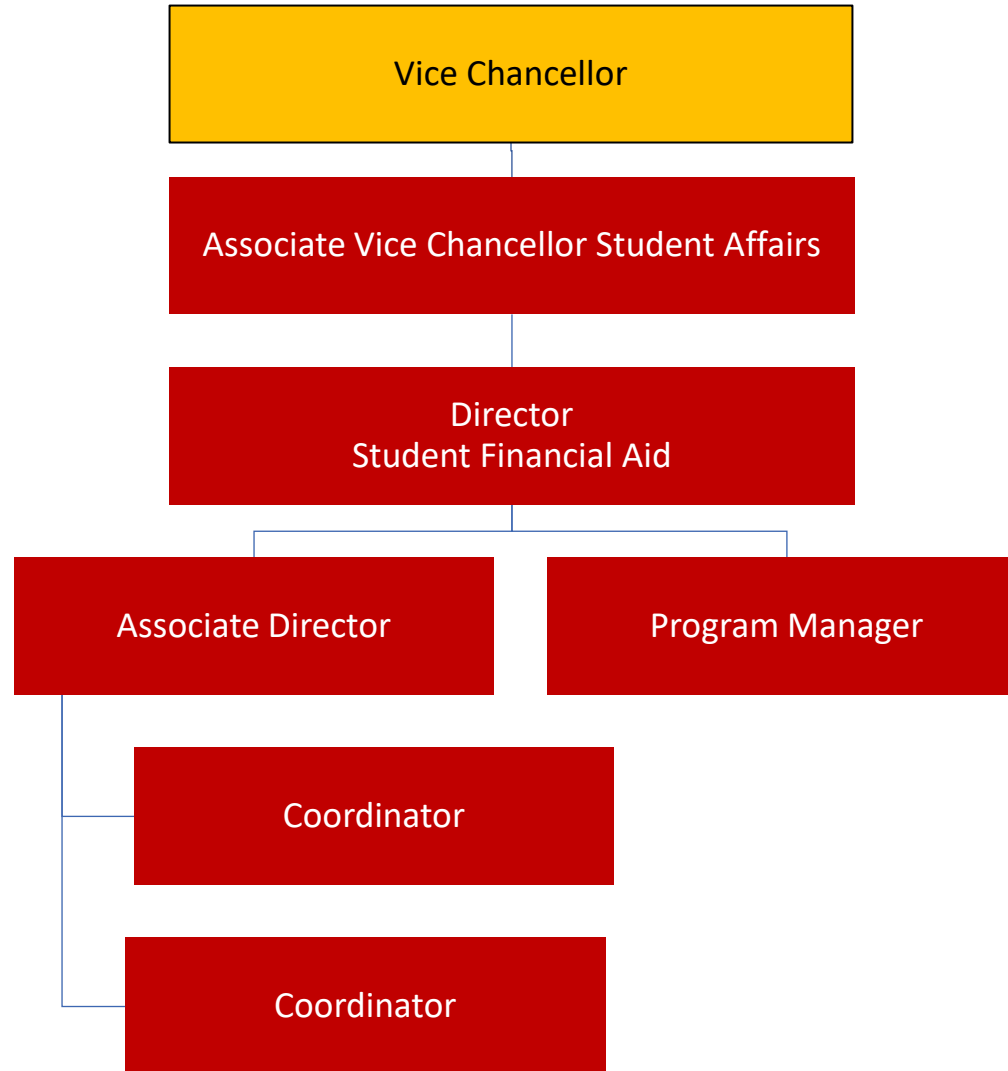 Vice Chancellor
Associate Vice Chancellor Student Affairs
Director
Student Financial Aid
Associate Director
Program Manager
Coordinator
Coordinator